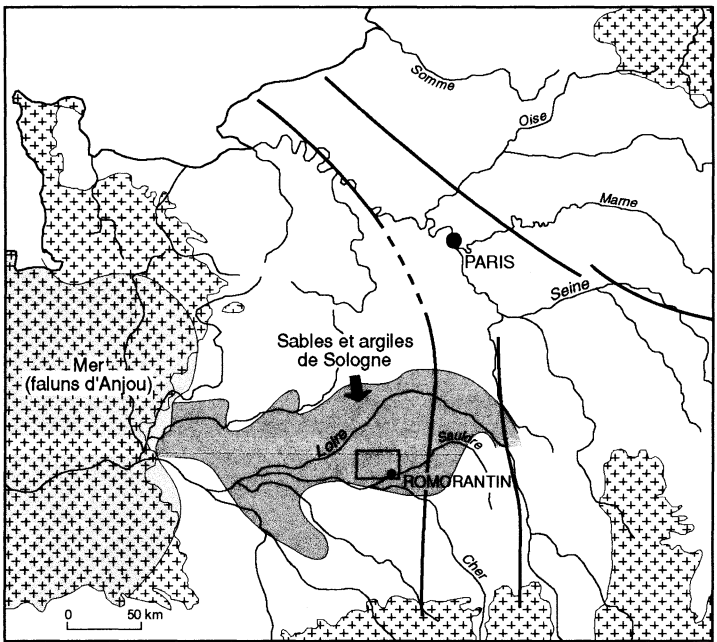 Somme
Oise
Marne
PARIS
Seine
Sables et argiles
de Sologne
Mer
(faluns d'Anjou)
Loire
Sauldre
ROMORANTIN
Cher
0 50 km